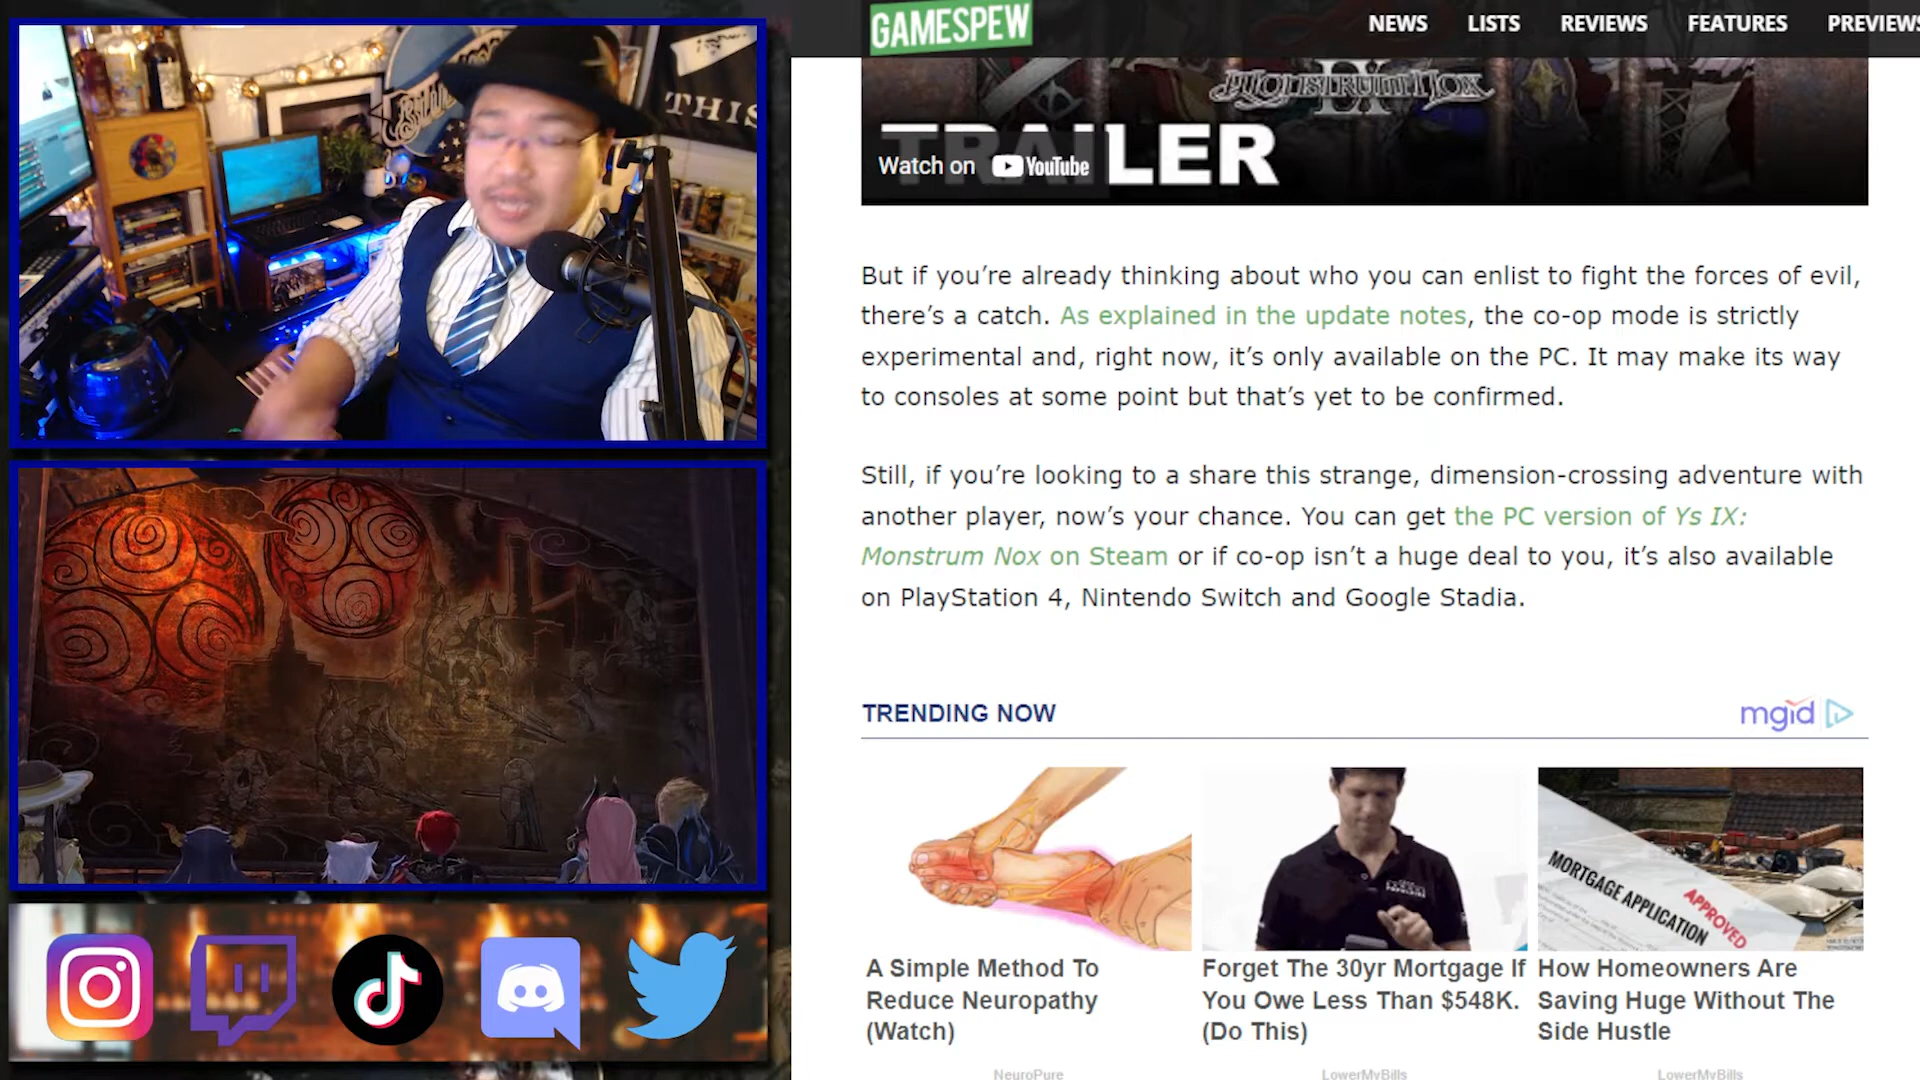 GAMESPEW
NEWS LISTS REVIEWS FEATURES PREVIEWS
MONSTRUM NOX
IX
TRAILER
Watch on YouTube
THIS
But if you’re already thinking about who you can enlist to fight the forces of evil,
there’s a catch. As explained in the update notes, the co-op mode is strictly
experimental and, right now, it’s only available on the PC. It may make its way
to consoles at some point but that’s yet to be confirmed.
Still, if you’re looking to a share this strange, dimension-crossing adventure with
another player, now’s your chance. You can get the PC version of Ys IX:
Monstrum Nox on Steam or if co-op isn’t a huge deal to you, it’s also available
on PlayStation 4, Nintendo Switch and Google Stadia.
TRENDING NOW
mgid
MORTGAGE APPLICATION
APPROVED
A Simple Method To
Reduce Neuropathy
(Watch)
NeuroPure
Forget The 30yr Mortgage If
You Owe Less Than $548K.
(Do This)
LowerMyBills
How Homeowners Are
Saving Huge Without The
Side Hustle
LowerMyBills